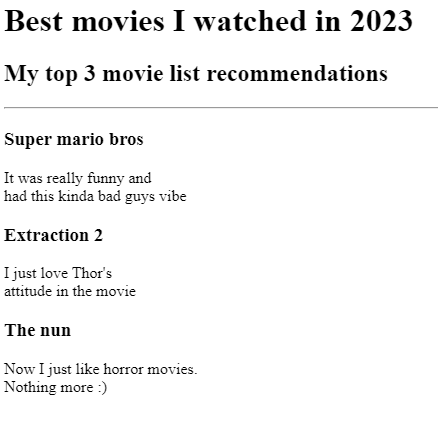 Best movies I watched in 2023
My top 3 movie list recommendations
Super mario bros
It was really funny and
had this kinda bad guys vibe
Extraction 2
I just love Thor's
attitude in the movie
The nun
Now I just like horror movies.
Nothing more :)